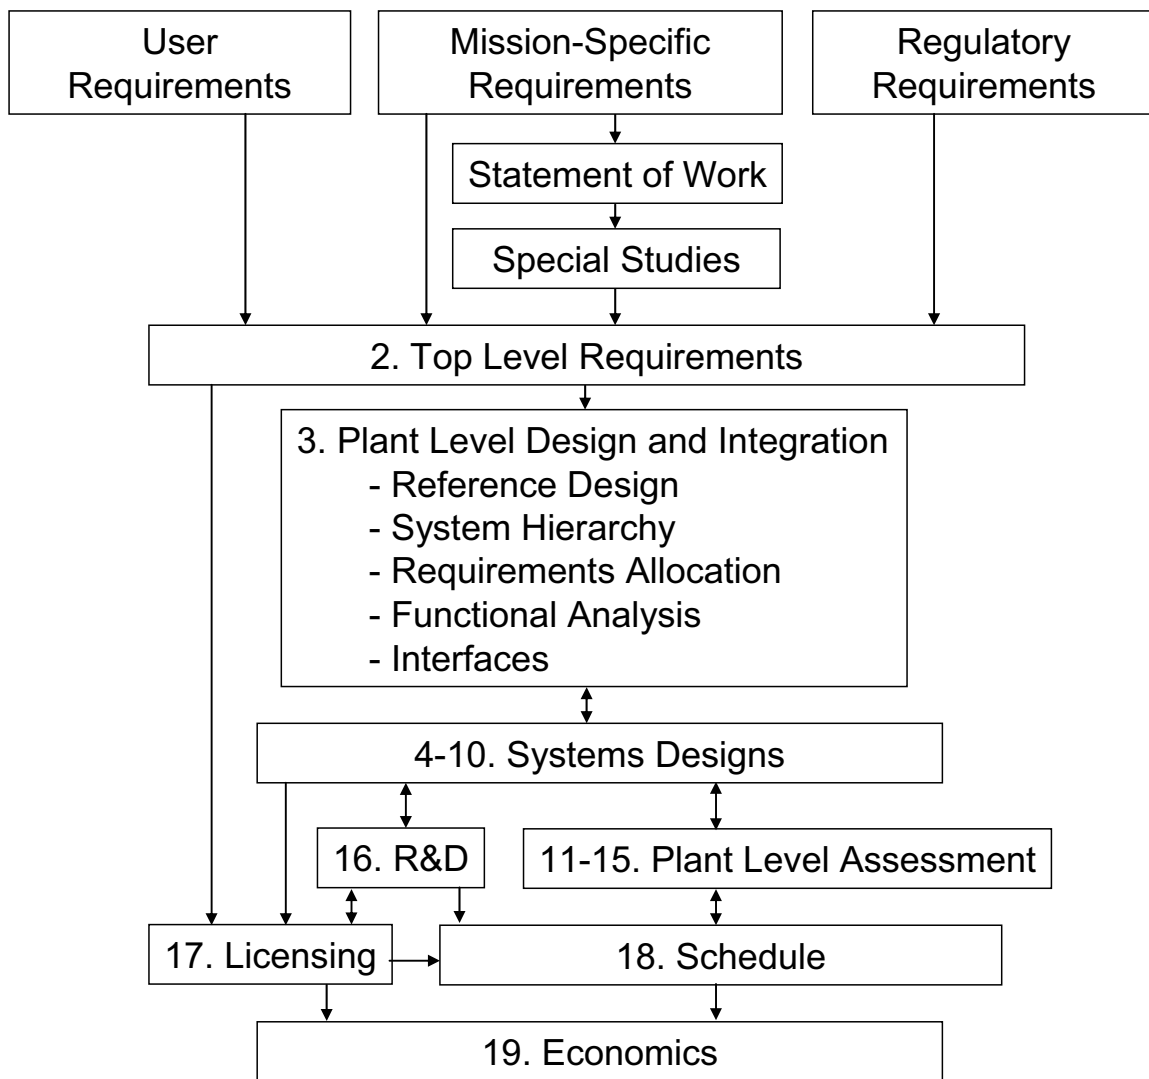 User
Requirements
Mission-Specific
Requirements
Regulatory
Requirements
Statement of Work
Special Studies
2. Top Level Requirements
3. Plant Level Design and Integration
- Reference Design
- System Hierarchy
- Requirements Allocation
- Functional Analysis
- Interfaces
4-10. Systems Designs
16. R&D
11-15. Plant Level Assessment
17. Licensing
18. Schedule
19. Economics